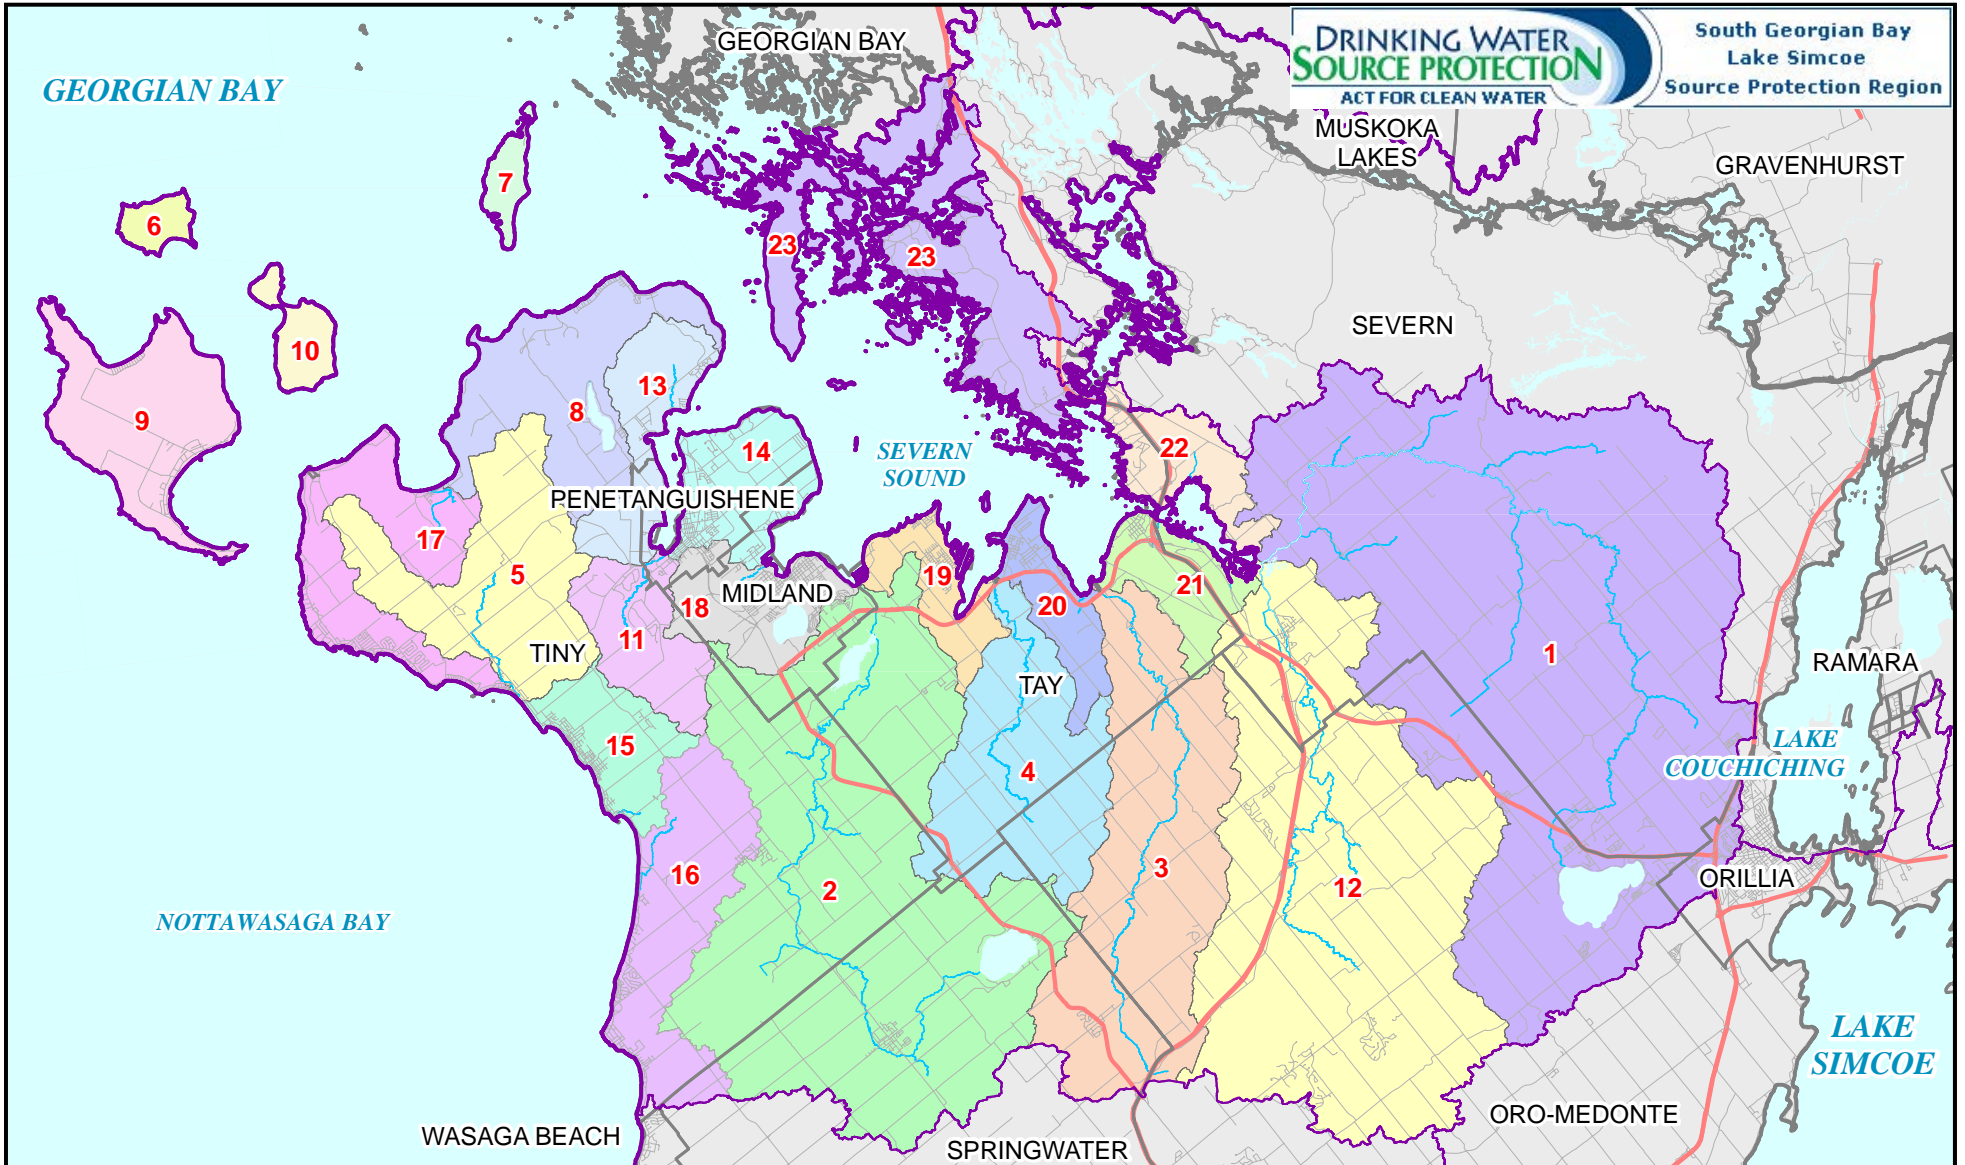 GEORGIAN BAY
DRINKING WATER
SOURCE PROTECTION
ACT FOR CLEAN WATER
South Georgian Bay
Lake Simcoe
Source Protection Region
GEORGIAN BAY
MUSKOKA
LAKES
GRAVENHURST
7
6
23
23
SEVERN
10
13
8
9
14
22
SEVERN
SOUND
PENETANGUISHENE
17
5
19
MIDLAND
18
20
21
11
TINY
1
RAMARA
TAY
15
4
LAKE
COUCHICHING
16
2
3
12
ORILLIA
NOTTAWASAGA BAY
LAKE
SIMCOE
ORO-MEDONTE
WASAGA BEACH
SPRINGWATER